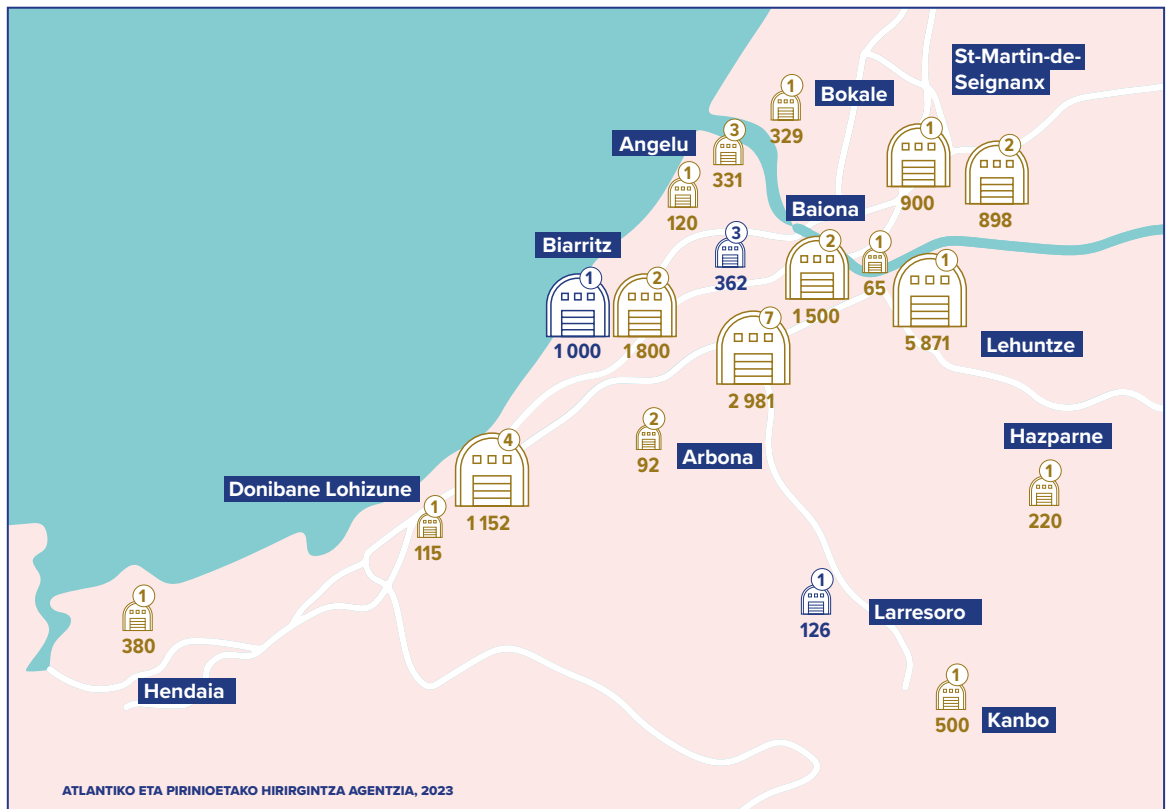 St-Martin-de-
Seignanx
1
Bokale
329
3
Angelu
331
1
900
2
898
1
120
Baiona
3
362
2
1 500
1
65
Biarritz
1
1 000
2
1 800
1
5 871
Lehuntze
7
2 981
2
92
Arbona
Hazparne
1
220
4
1 152
Donibane Lohizune
1
115
1
380
Hendaia
1
126
Larresoro
1
500
Kanbo
ATLANTIKO ETA PIRINIOETAKO HIRIRGINTZA AGENTZIA, 2023